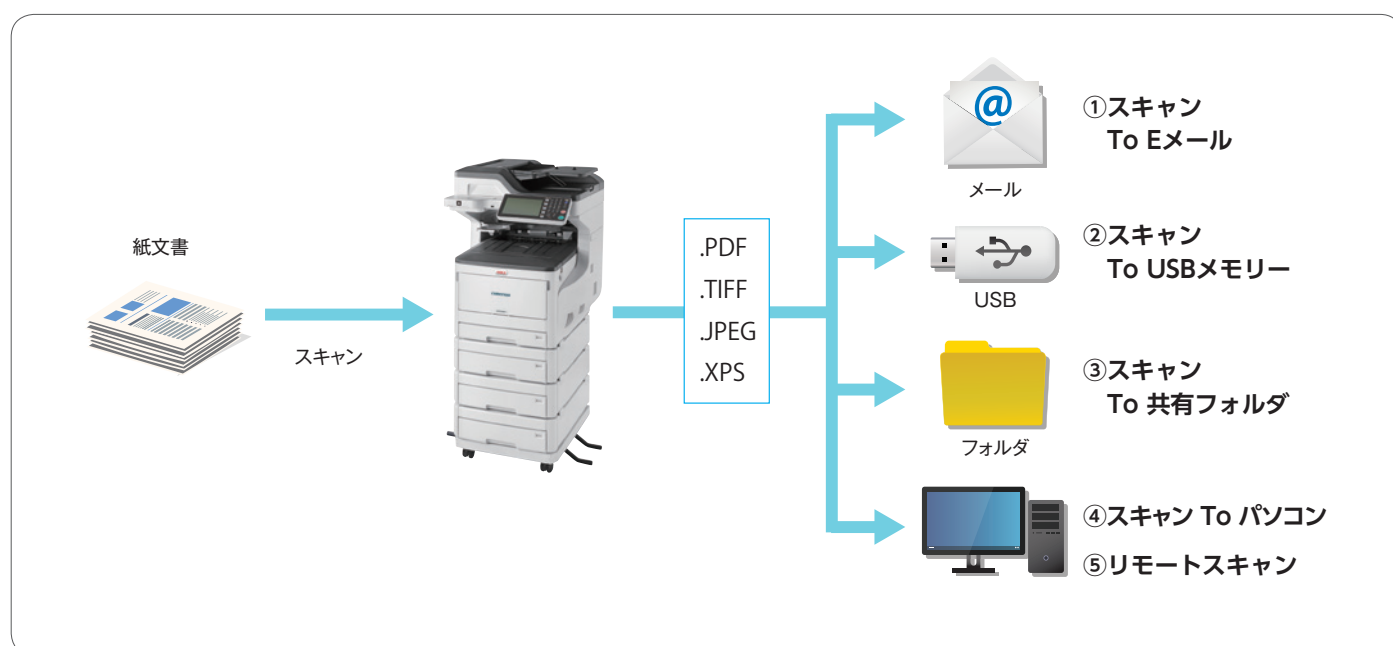 紙文書
スキャン
.PDF
.TIFF
.JPEG
.XPS
@
メール
①スキャン
To Eメール
USB
②スキャン
To USBメモリー
フォルダ
③スキャン
To 共有フォルダ
④スキャン To パソコン
⑤リモートスキャン